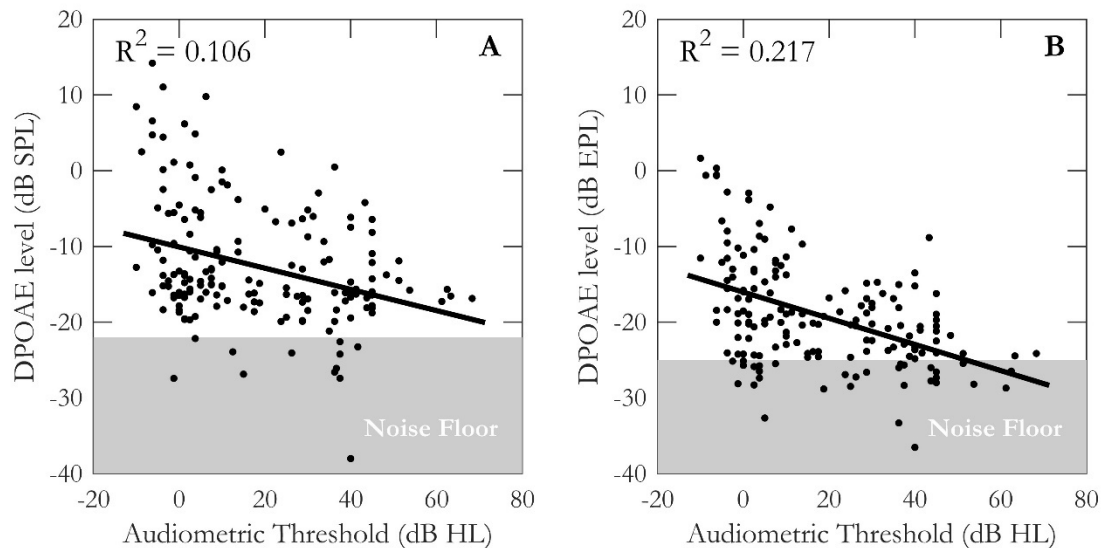 R² = 0.106
A
DPOAE level (dB SPL)
20
10
0
-10
-20
-30
-40
Noise Floor
-20
0
20
40
60
80
Audiometric Threshold (dB HL)
R² = 0.217
B
DPOAE level (dB EPL)
20
10
0
-10
-20
-30
-40
Noise Floor
-20
0
20
40
60
80
Audiometric Threshold (dB HL)